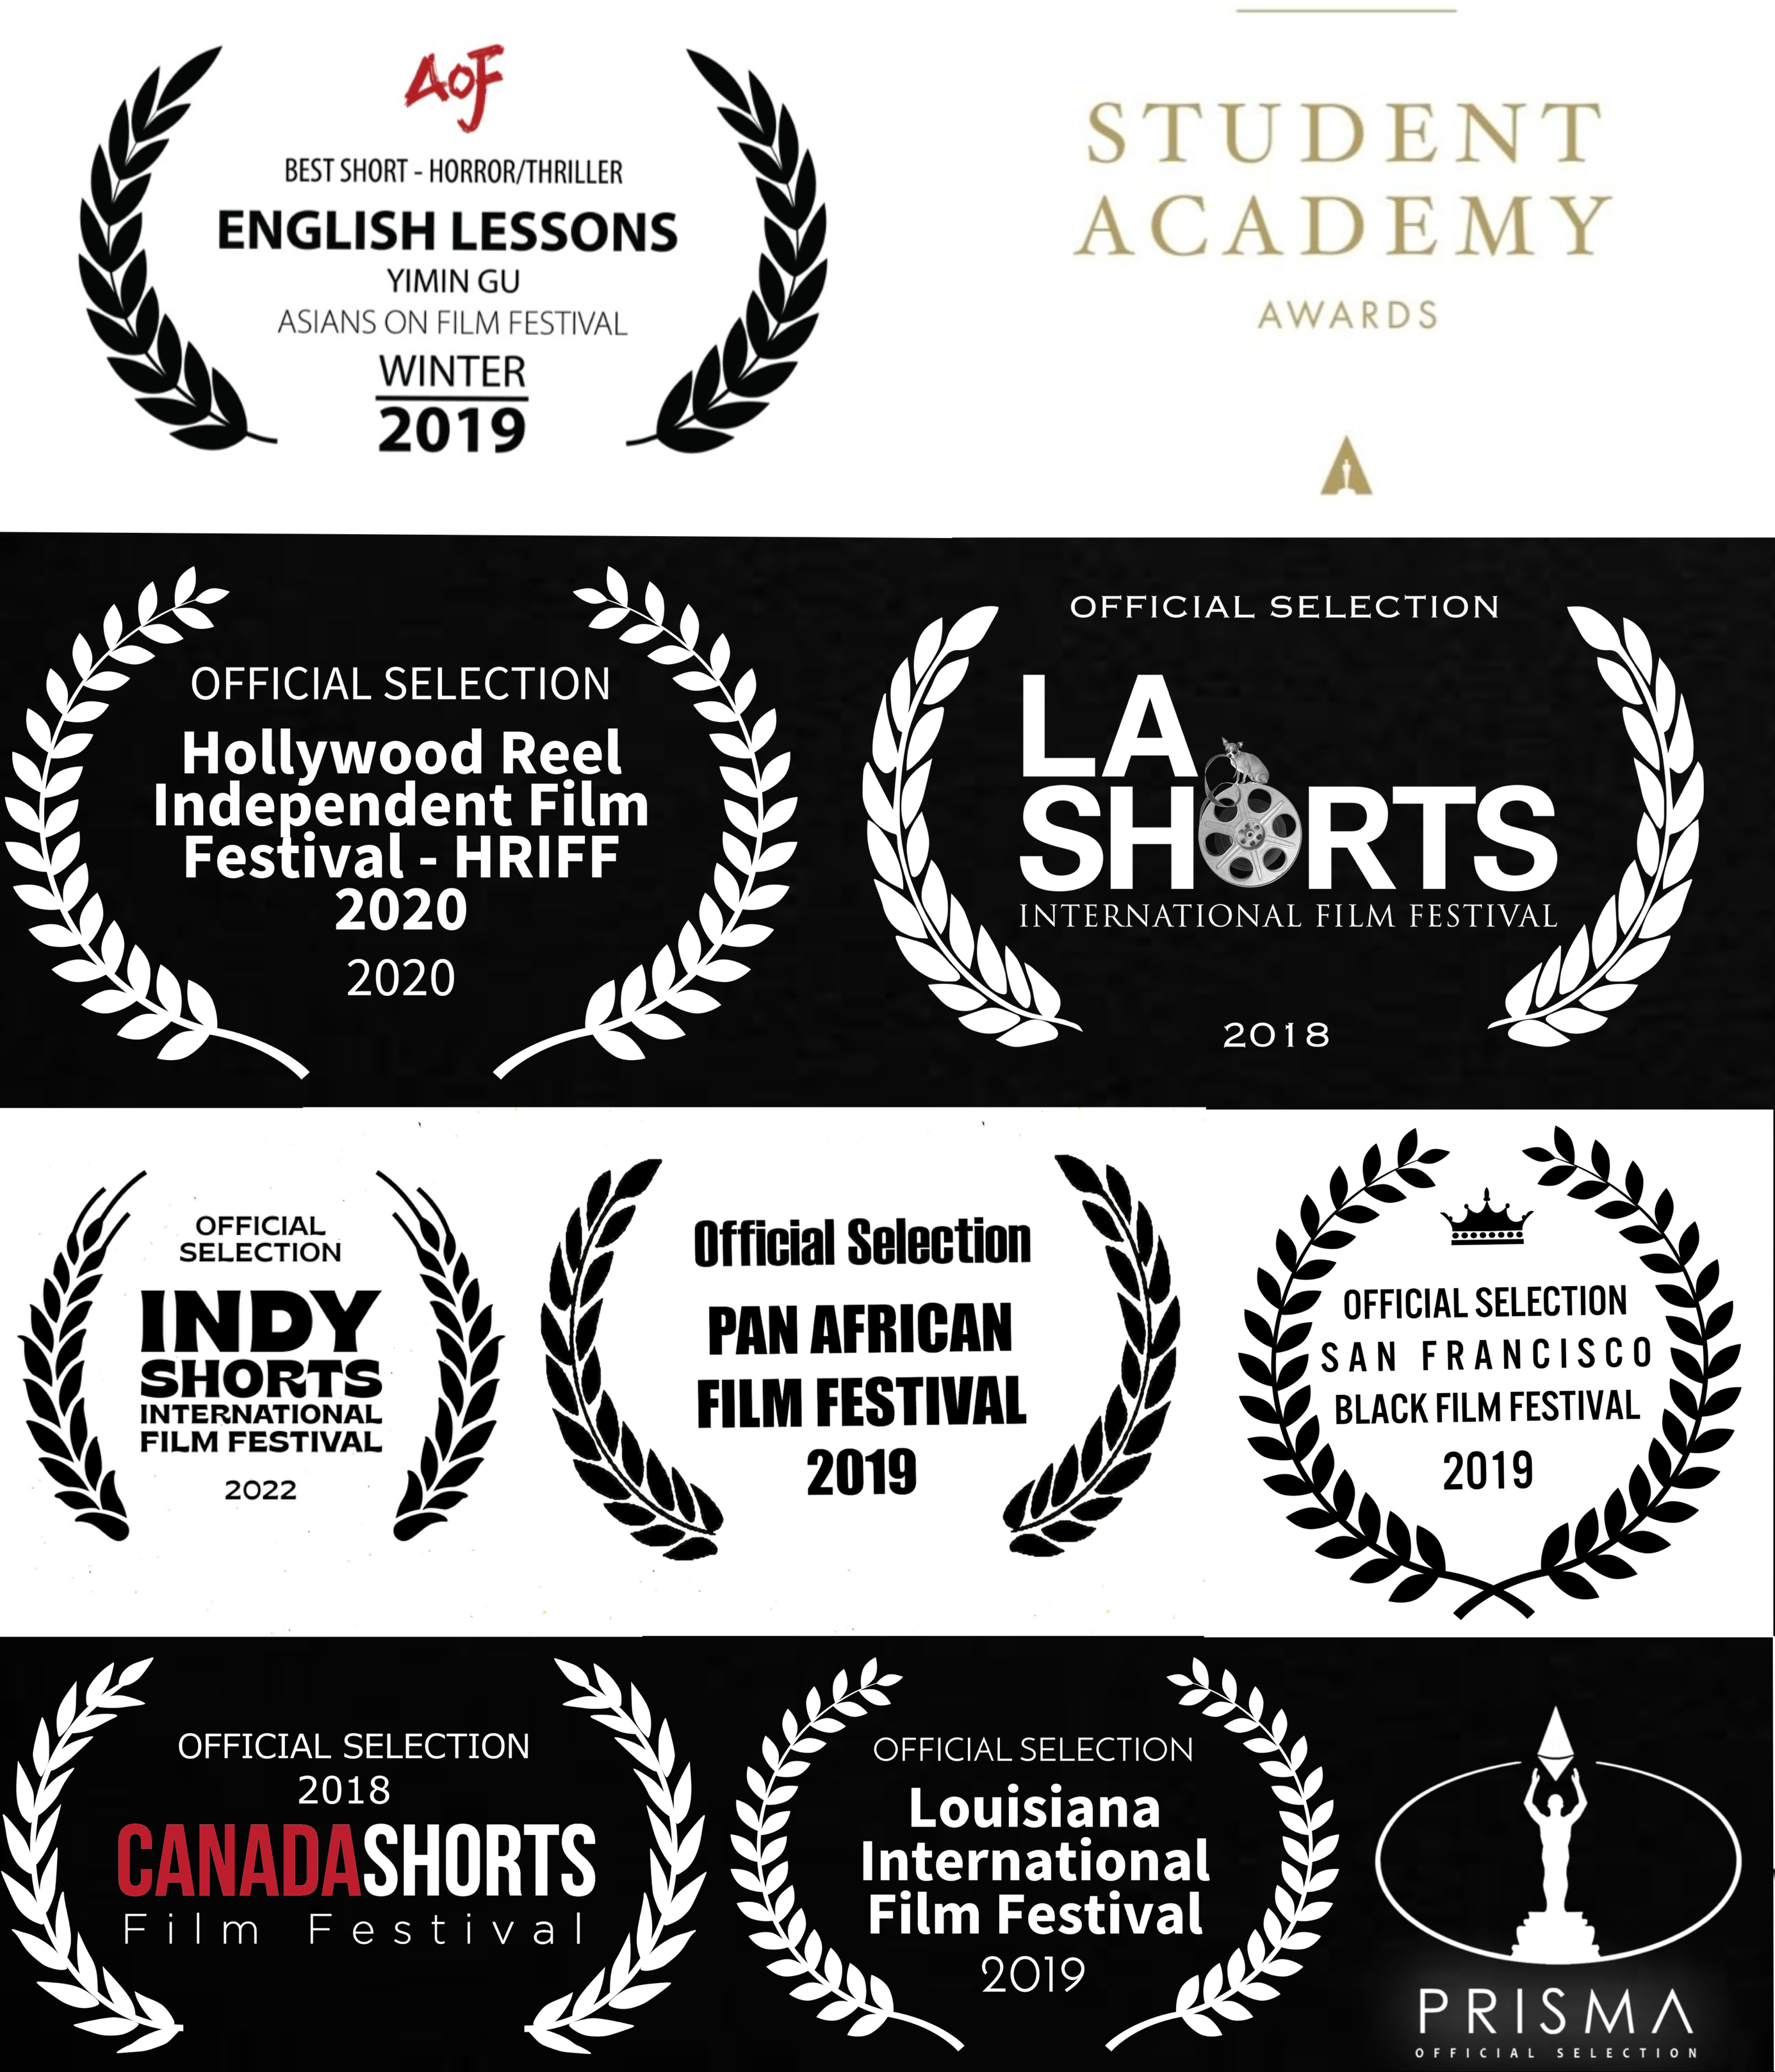 AOF
BEST SHORT - HORROR/THRILLER
ENGLISH LESSONS
YIMIN GU
ASIANS ON FILM FESTIVAL
WINTER
2019
STUDENT
ACADEMY
AWARDS
OFFICIAL SELECTION
Hollywood Reel
Independent Film
Festival - HRIFF
2020
2020
OFFICIAL SELECTION
LA
SHORTS
INTERNATIONAL FILM FESTIVAL
2018
OFFICIAL
SELECTION
INDY
SHORTS
INTERNATIONAL
FILM FESTIVAL
2022
Official Selection
PAN AFRICAN
FILM FESTIVAL
2019
OFFICIAL SELECTION
SAN FRANCISCO
BLACK FILM FESTIVAL
2019
OFFICIAL SELECTION
2018
CANADASHORTS
Film Festival
OFFICIAL SELECTION
Louisiana
International
Film Festival
2019
PRISMA
OFFICIAL SELECTION